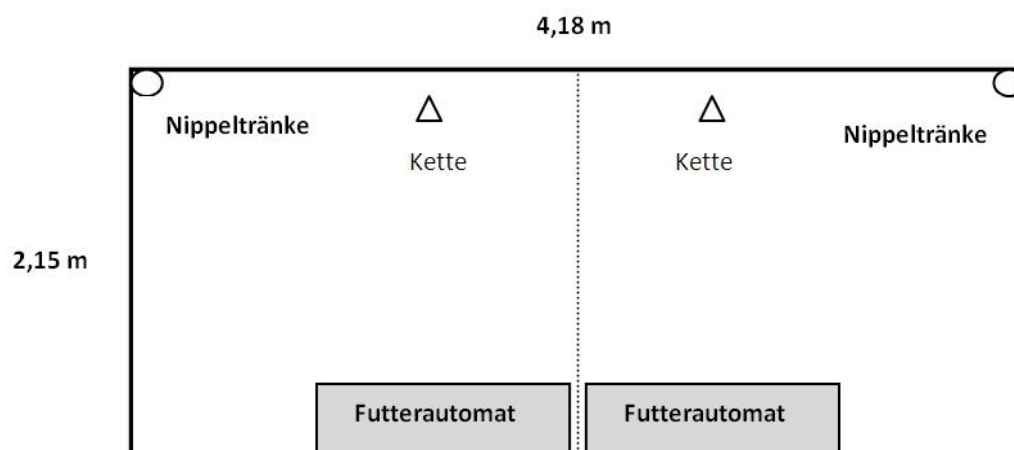 4,18 m
Nippeltränke
Nippeltränke
Kette
Kette
2,15 m
Futterautomat
Futterautomat